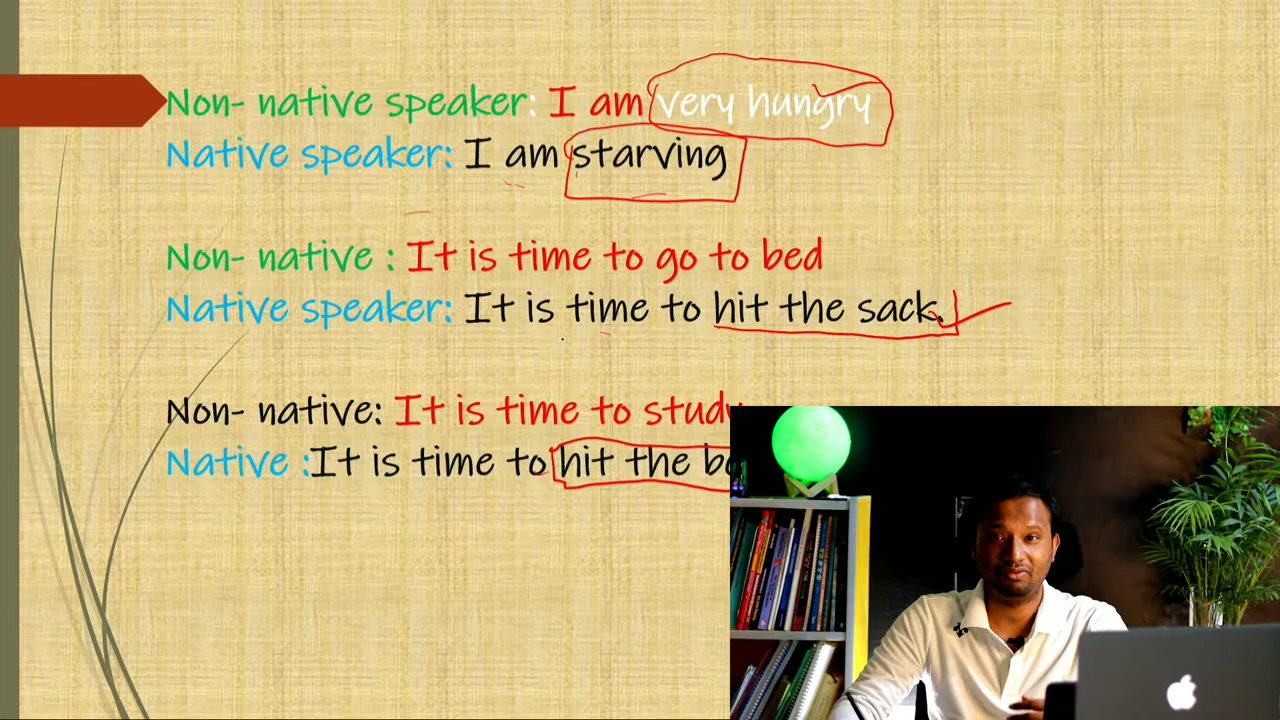 Non- native speaker: I am very hungry
Native speaker: I am starving
Non- native : It is time to go to bed
Native speaker: It is time to hit the sack.
Non- native: It is time to study
Native :It is time to hit the